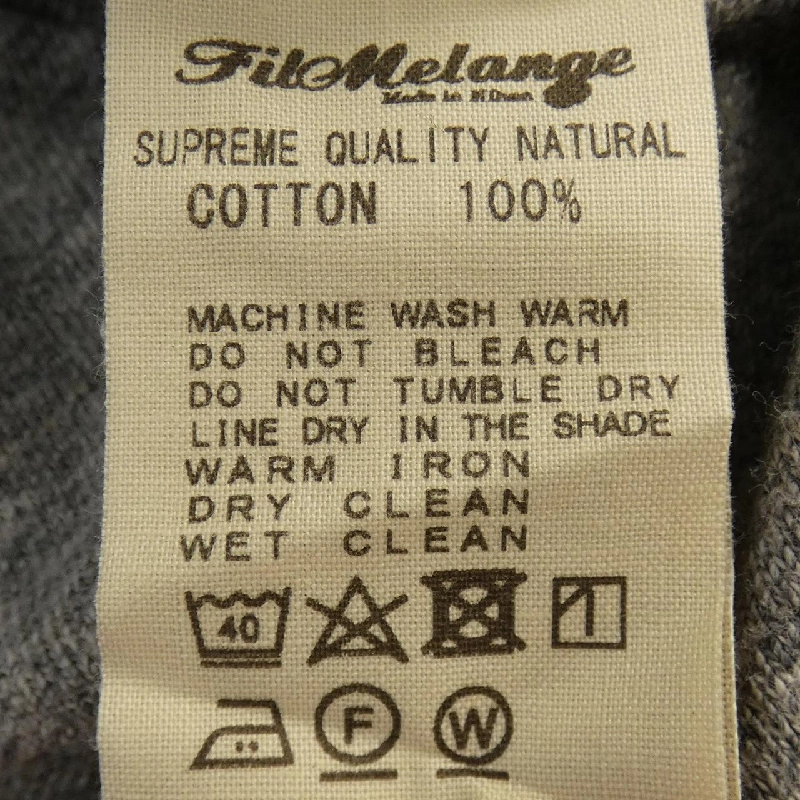 FilMelange
SUPREME QUALITY NATURAL
COTTON 100%
MACHINE WASH WARM
DO NOT BLEACH
DO NOT TUMBLE DRY
LINE DRY IN THE SHADE
WARM IRON
DRY CLEAN
WET CLEAN
40
F W